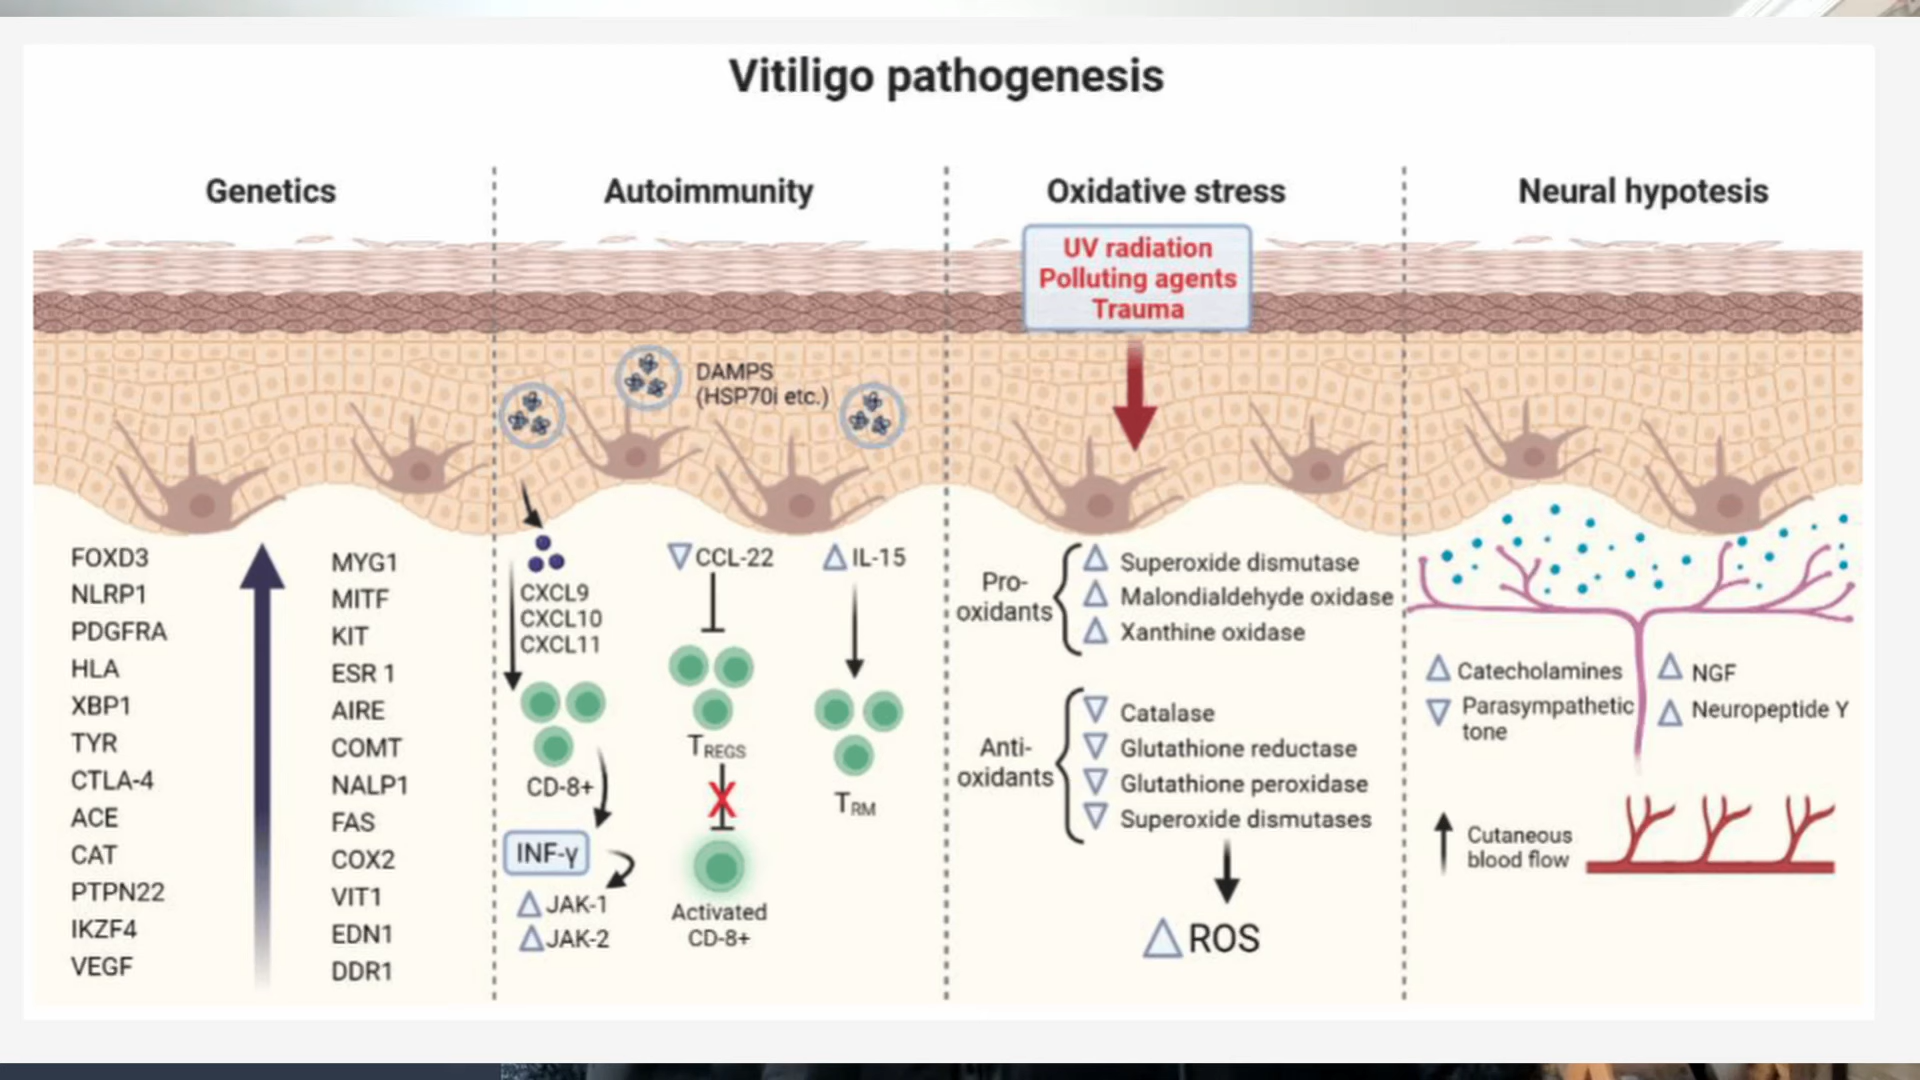 Vitiligo pathogenesis
Genetics
FOXD3
NLRP1
PDGFRA
HLA
XBP1
TYR
CTLA-4
ACE
CAT
PTPN22
IKZF4
VEGF
MYG1
MITF
KIT
ESR 1
AIRE
COMT
NALP1
FAS
COX2
VIT1
EDN1
DDR1
Autoimmunity
DAMPS
(HSP70i etc.)
CXCL9
CXCL10
CXCL11
CD-8+
INF-γ
JAK-1
JAK-2
CCL-22
TREGS
X
Activated
CD-8+
IL-15
TRM
Oxidative stress
UV radiation
Polluting agents
Trauma
Pro-
oxidants
Superoxide dismutase
Malondialdehyde oxidase
Xanthine oxidase
Anti-
oxidants
Catalase
Glutathione reductase
Glutathione peroxidase
Superoxide dismutases
ROS
Neural hypotesis
Catecholamines
Parasympathetic
tone
NGF
Neuropeptide Y
Cutaneous
blood flow